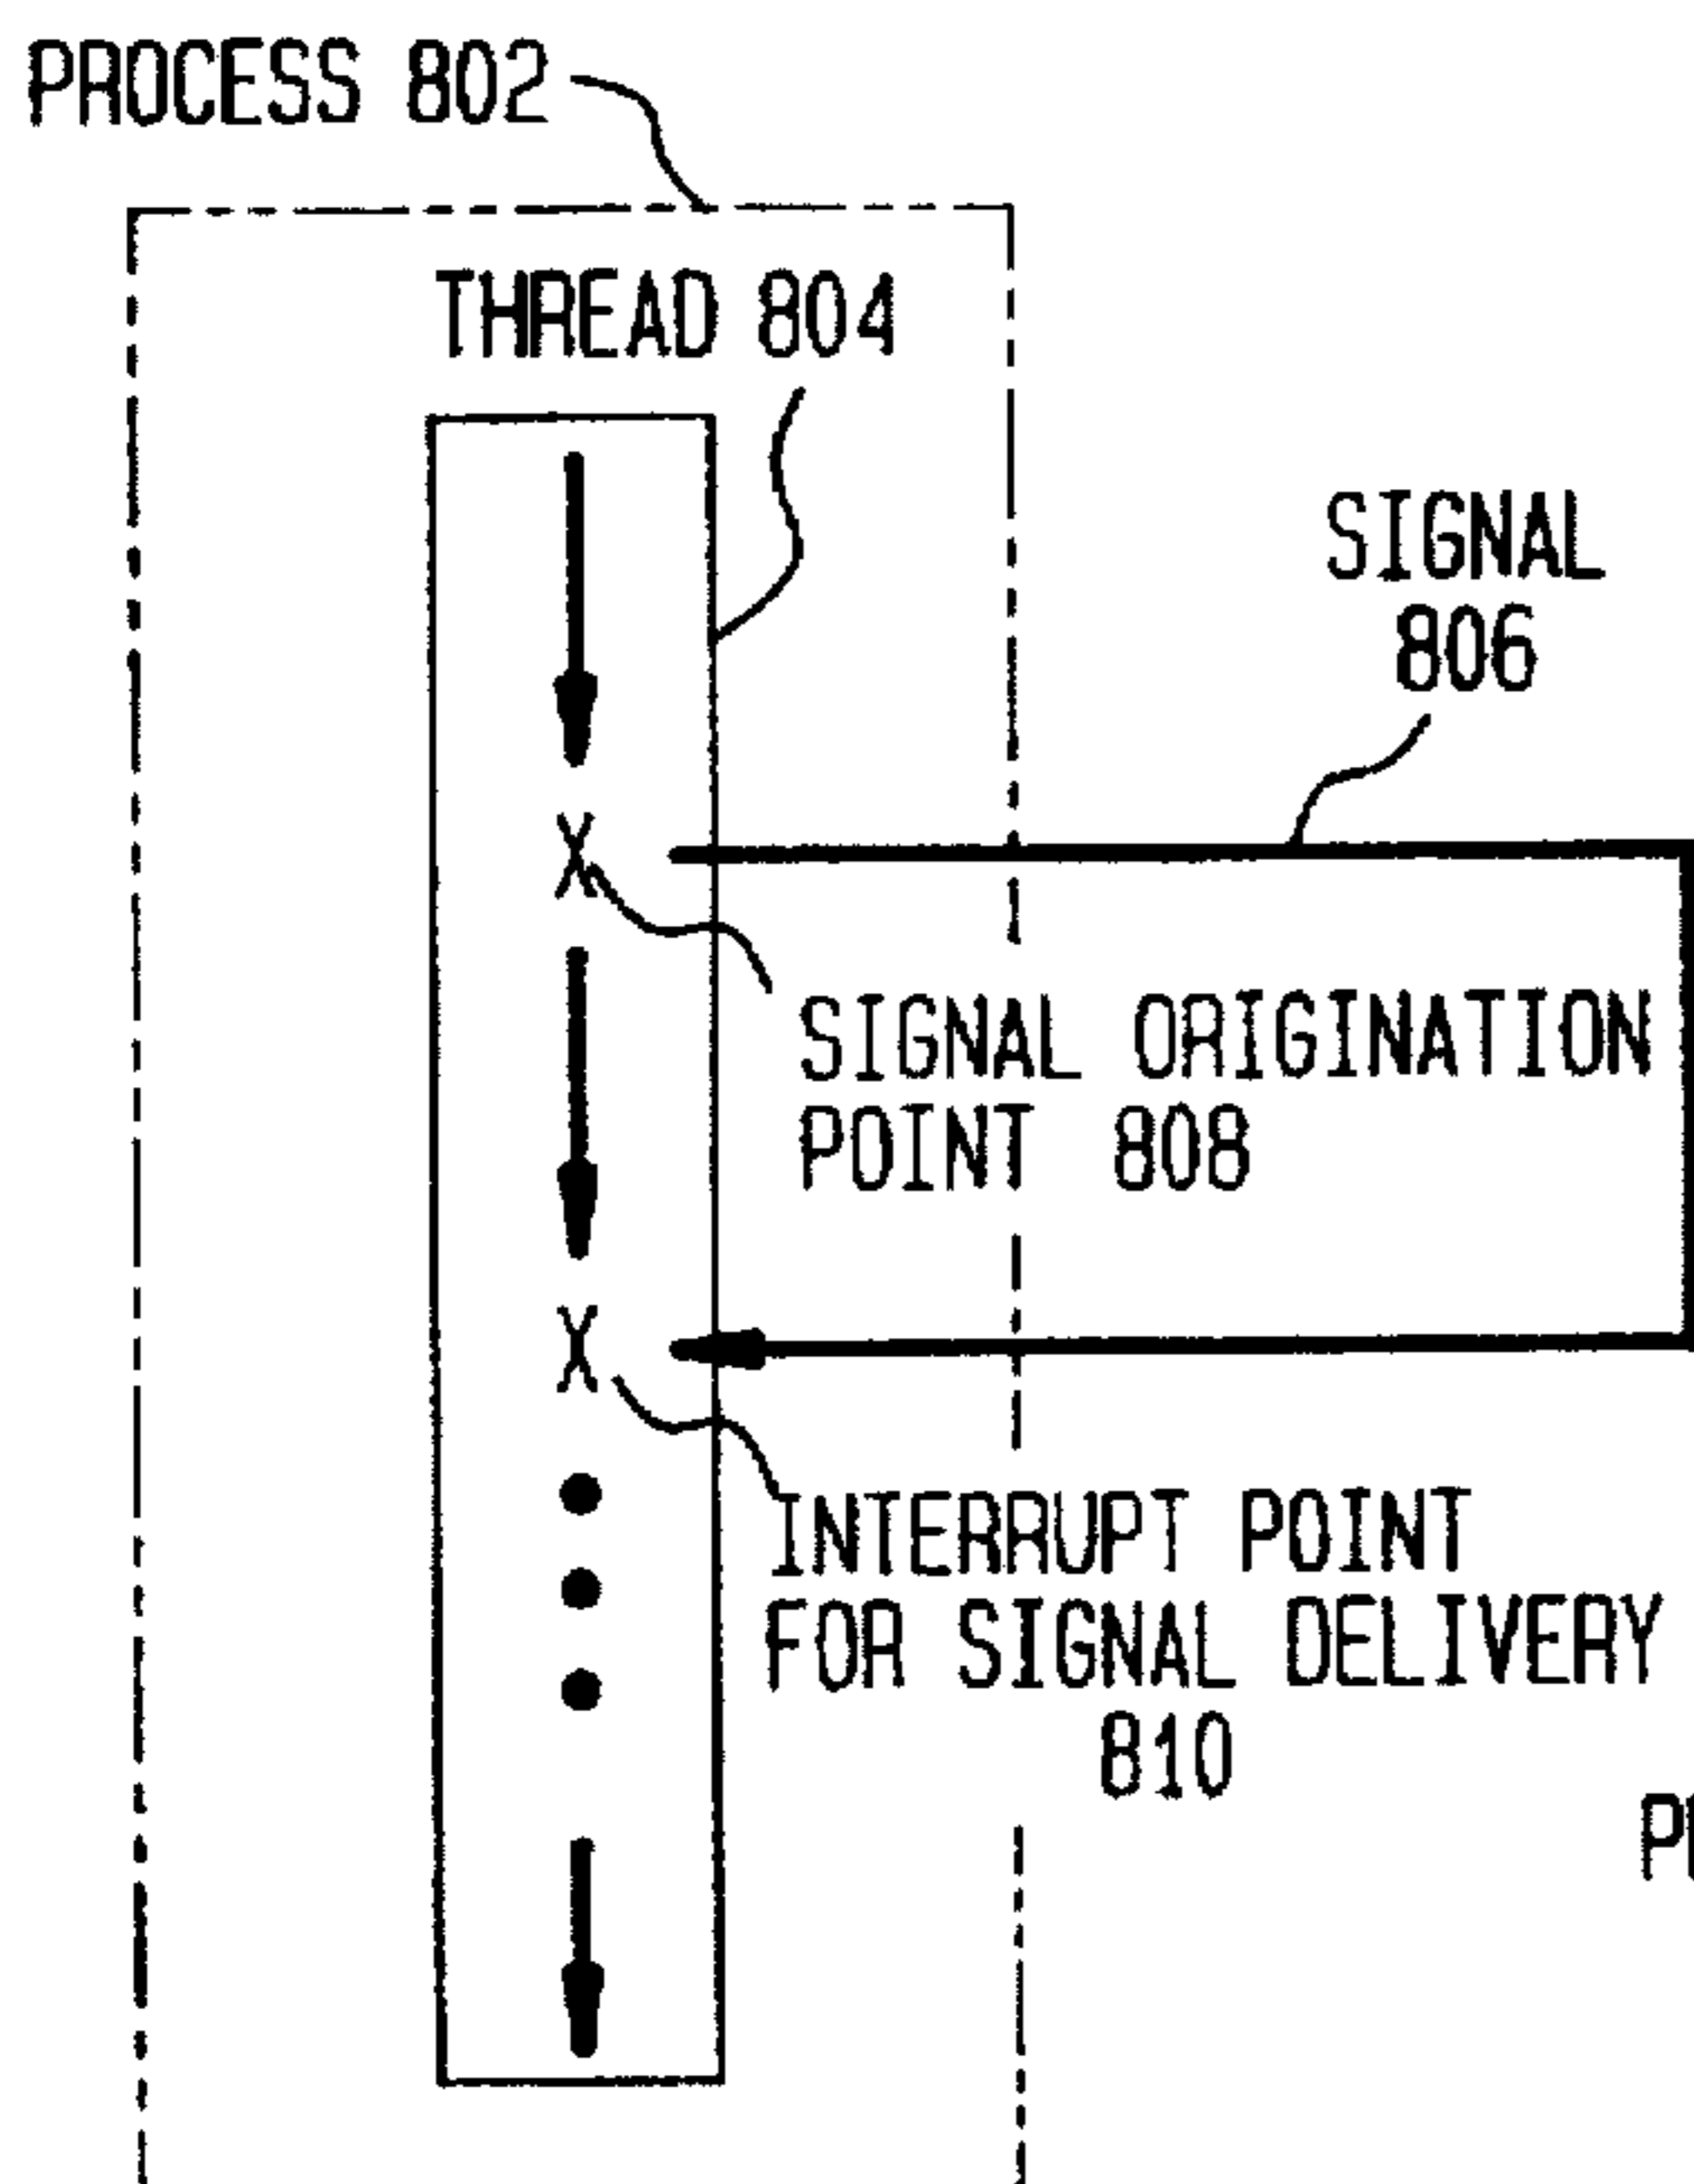 PROCESS 802
THREAD 804
SIGNAL
806
X
SIGNAL ORIGINATION
POINT 808
X
INTERRUPT POINT
FOR SIGNAL DELIVERY
810